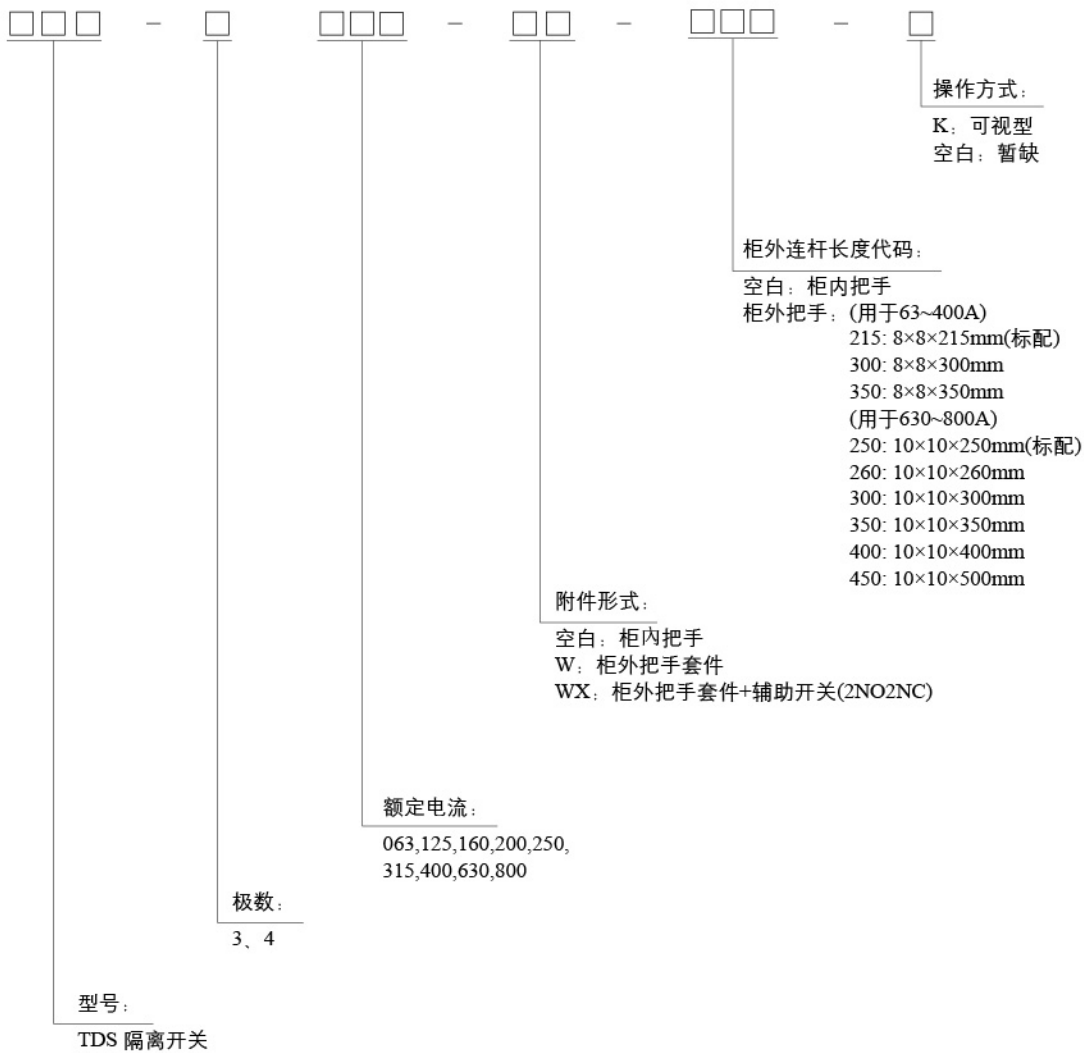 □□□ - □ □□□ - □□ - □□□ - □
操作方式：
K：可视型
空白：暂缺
柜外连杆长度代码：
空白：柜内把手
柜外把手：(用于63~400A)
215: 8×8×215mm(标配)
300: 8×8×300mm
350: 8×8×350mm
(用于630~800A)
250: 10×10×250mm(标配)
260: 10×10×260mm
300: 10×10×300mm
350: 10×10×350mm
400: 10×10×400mm
450: 10×10×500mm
附件形式：
空白：柜内把手
W：柜外把手套件
WX：柜外把手套件+辅助开关(2NO2NC)
额定电流：
063,125,160,200,250,
315,400,630,800
极数：
3、4
型号：
TDS 隔离开关